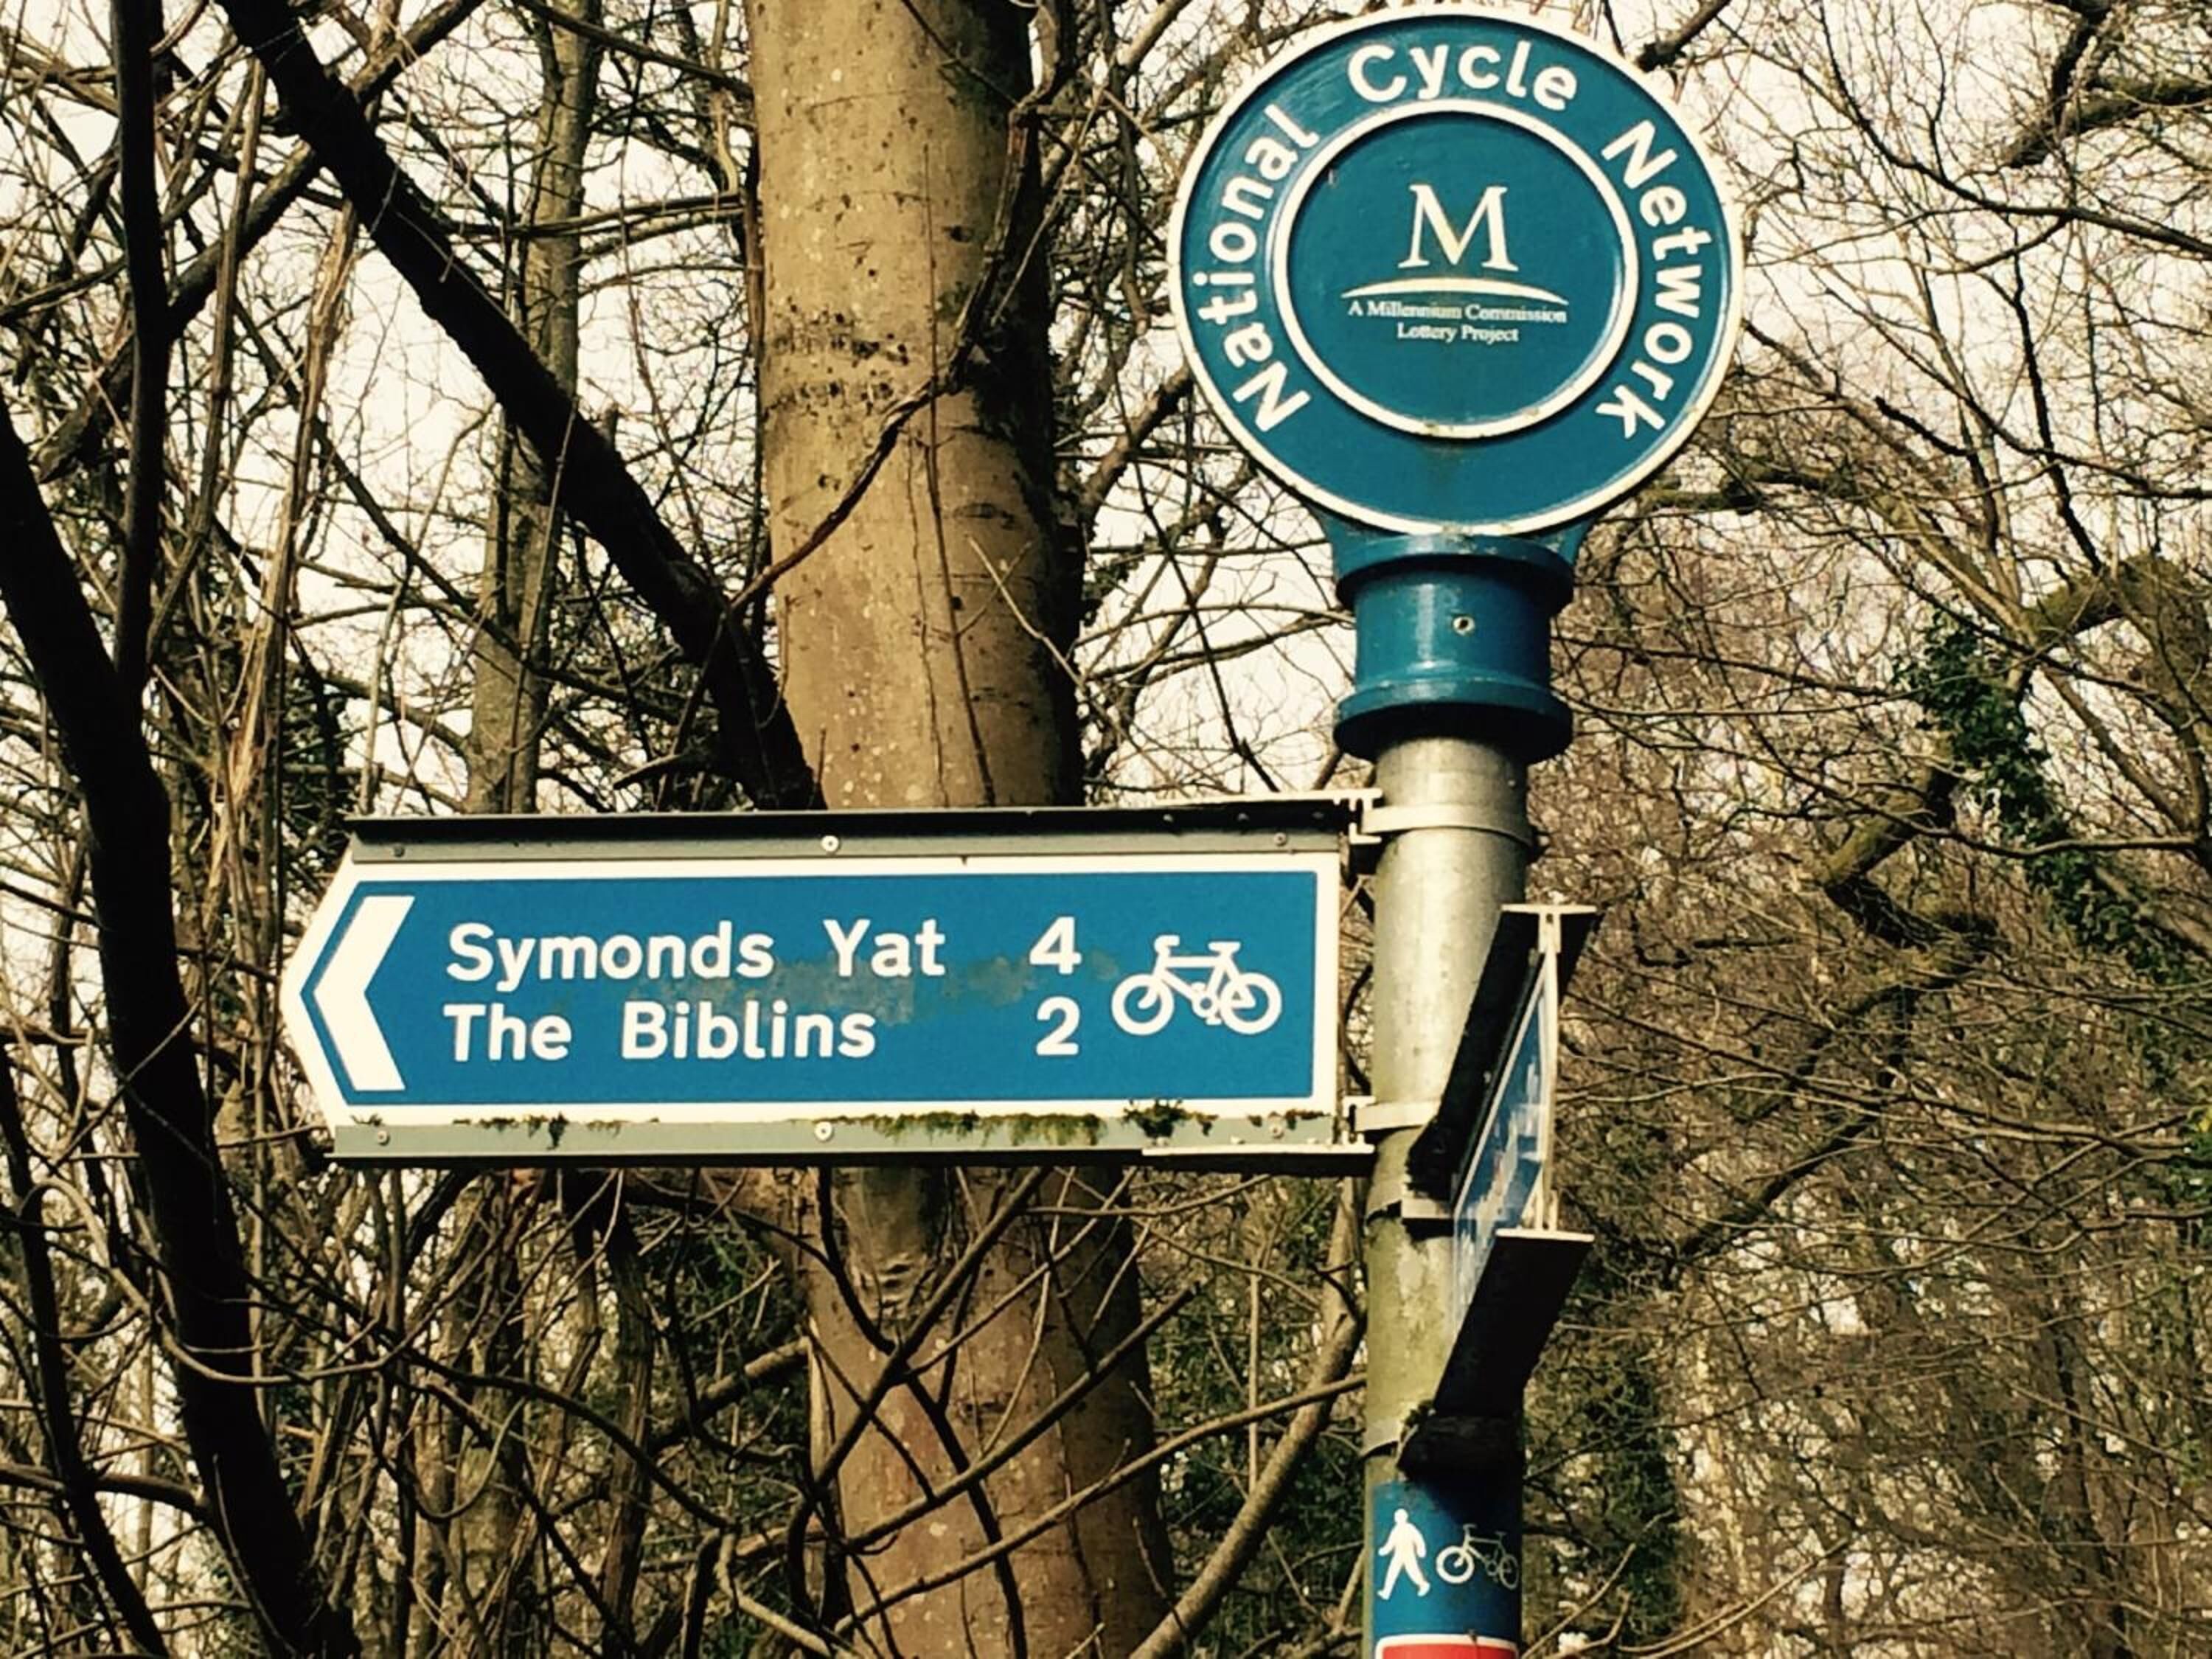 National Cycle Network
M
A Millennium Commission
Lottery Project
Symonds Yat 4
The Biblins 2